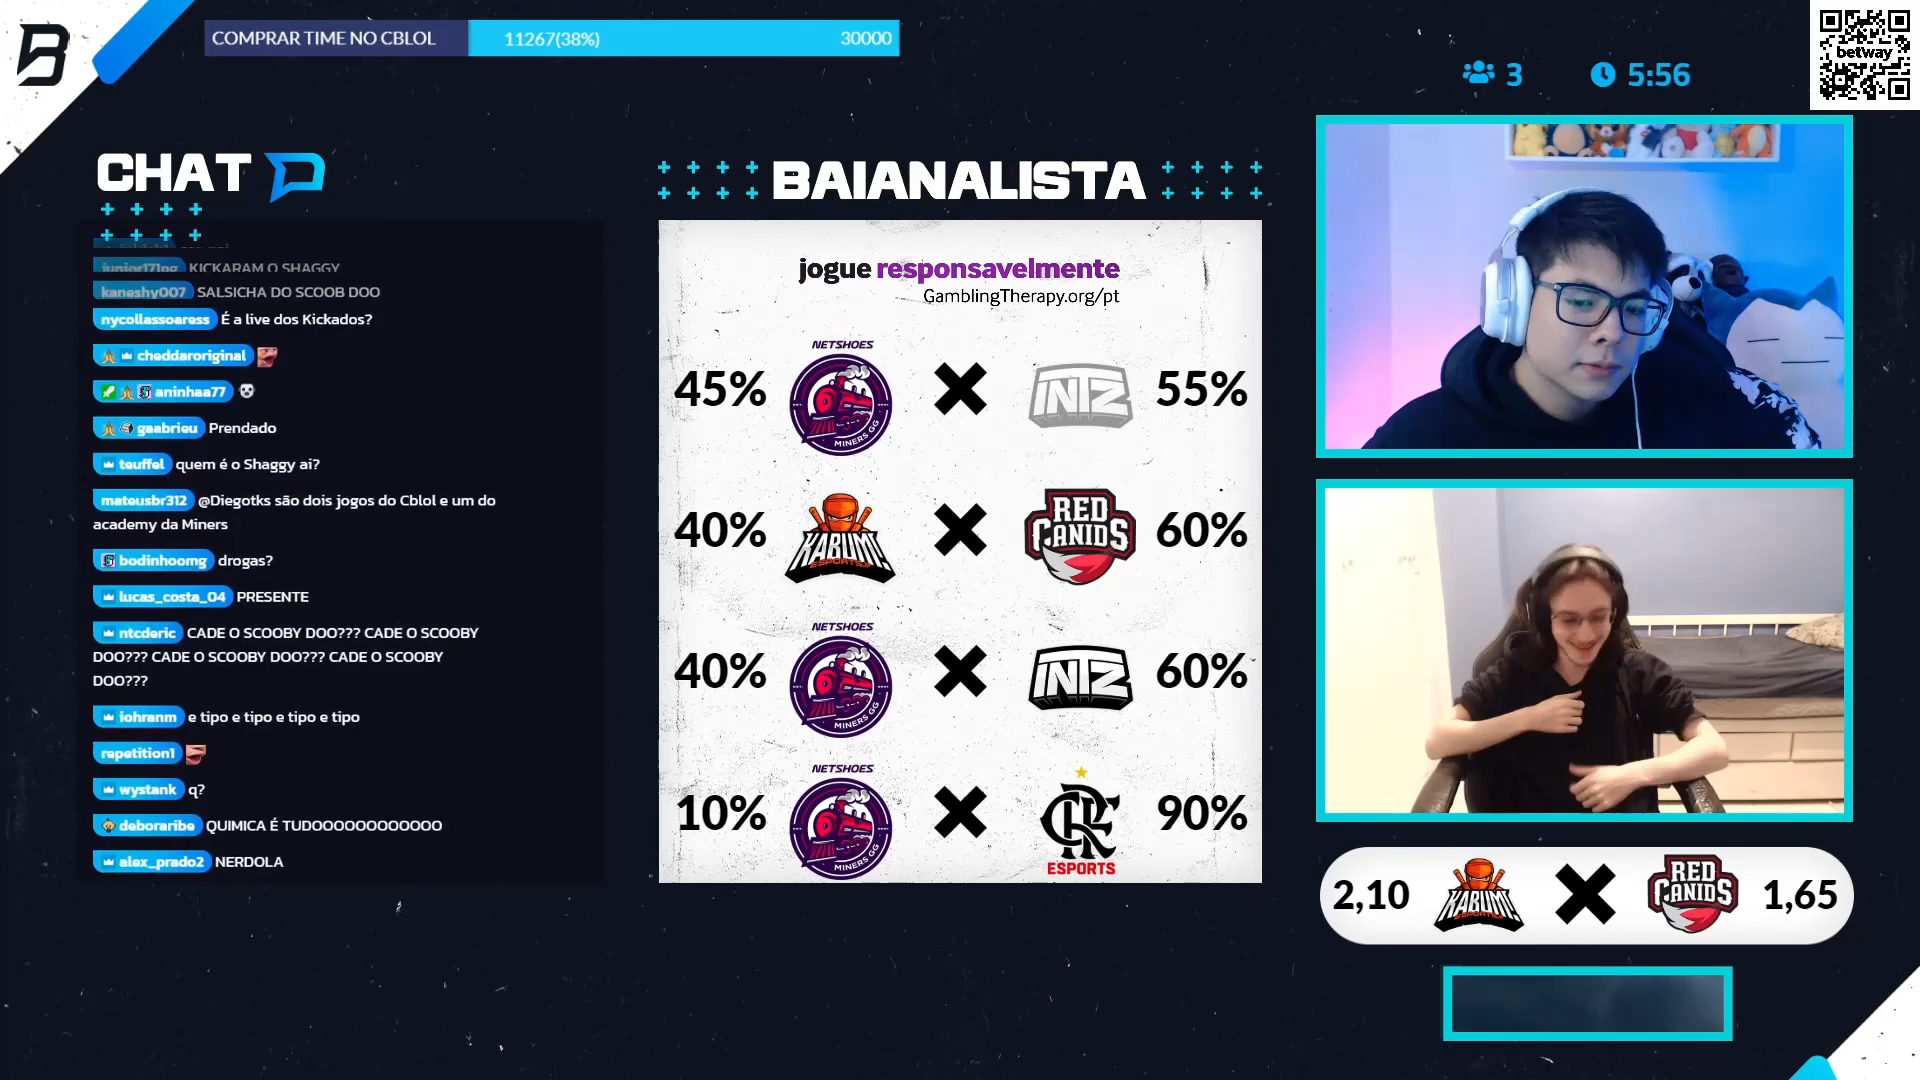 B
COMPRAR TIME NO CBLOL
11267(38%)
30000
3
5:56
betway
CHAT
junior171pg KICKARAM O SHAGGY
kaneshy007 SALSICHA DO SCOOB DOO
nycollassoaress É a live dos Kickados?
cheddaroriginal
aninhaa77
gaabrieu Prendado
teuffel quem é o Shaggy ai?
mateusbr312 @Diegotks são dois jogos do Cblol e um do
academy da Miners
bodinhoomg drogas?
lucas_costa_04 PRESENTE
ntcderic CADE O SCOOBY DOO??? CADE O SCOOBY
DOO??? CADE O SCOOBY DOO??? CADE O SCOOBY
DOO???
iohranm e tipo e tipo e tipo e tipo
repetition1
wystank q?
deboraribe QUIMICA É TUDOOOOOOOOOOO
alex_prado2 NERDOLA
BAIANALISTA
jogue responsavelmente
GamblingTherapy.org/pt
NETSHOES
45% MINERS GG INTZ 55%
40% KABUM! ESPORTS RED CANIDS 60%
NETSHOES
40% MINERS GG INTZ 60%
NETSHOES
10% MINERS GG CRF ESPORTS 90%
2,10 KABUM! ESPORTS RED CANIDS 1,65